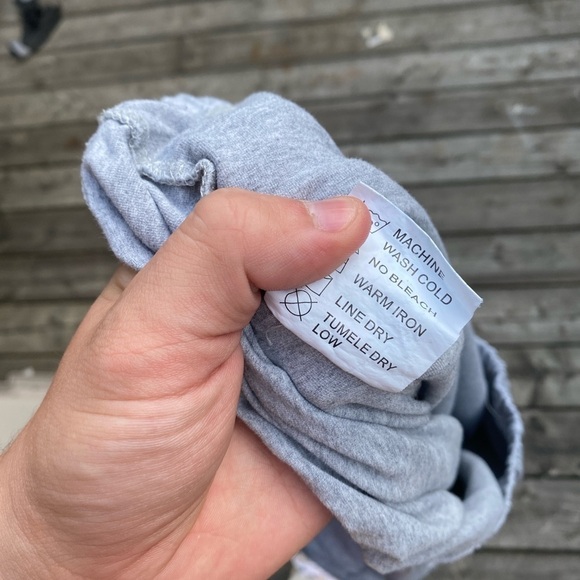 MACHINE
WASH COLD
NO BLEACH
WARM IRON
LINE DRY
TUMELE DRY
LOW